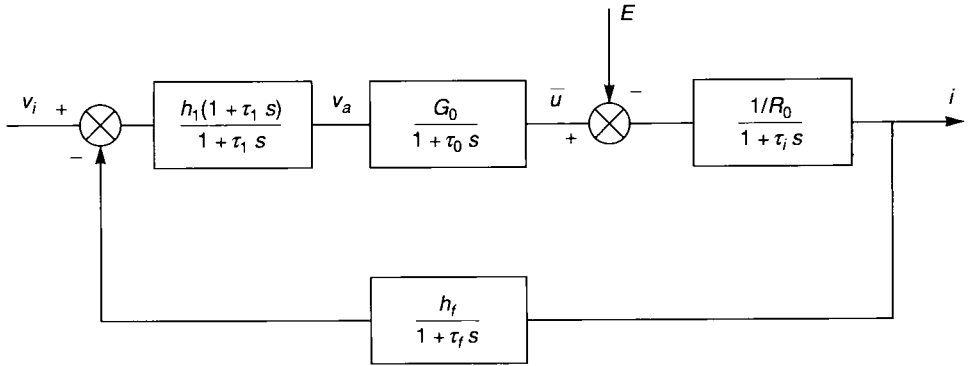 E
v_i + − h_1(1 + τ_1 s) / 1 + τ_1 s v_a G_0 / 1 + τ_0 s ū + − 1/R_0 / 1 + τ_i s i
h_f / 1 + τ_f s